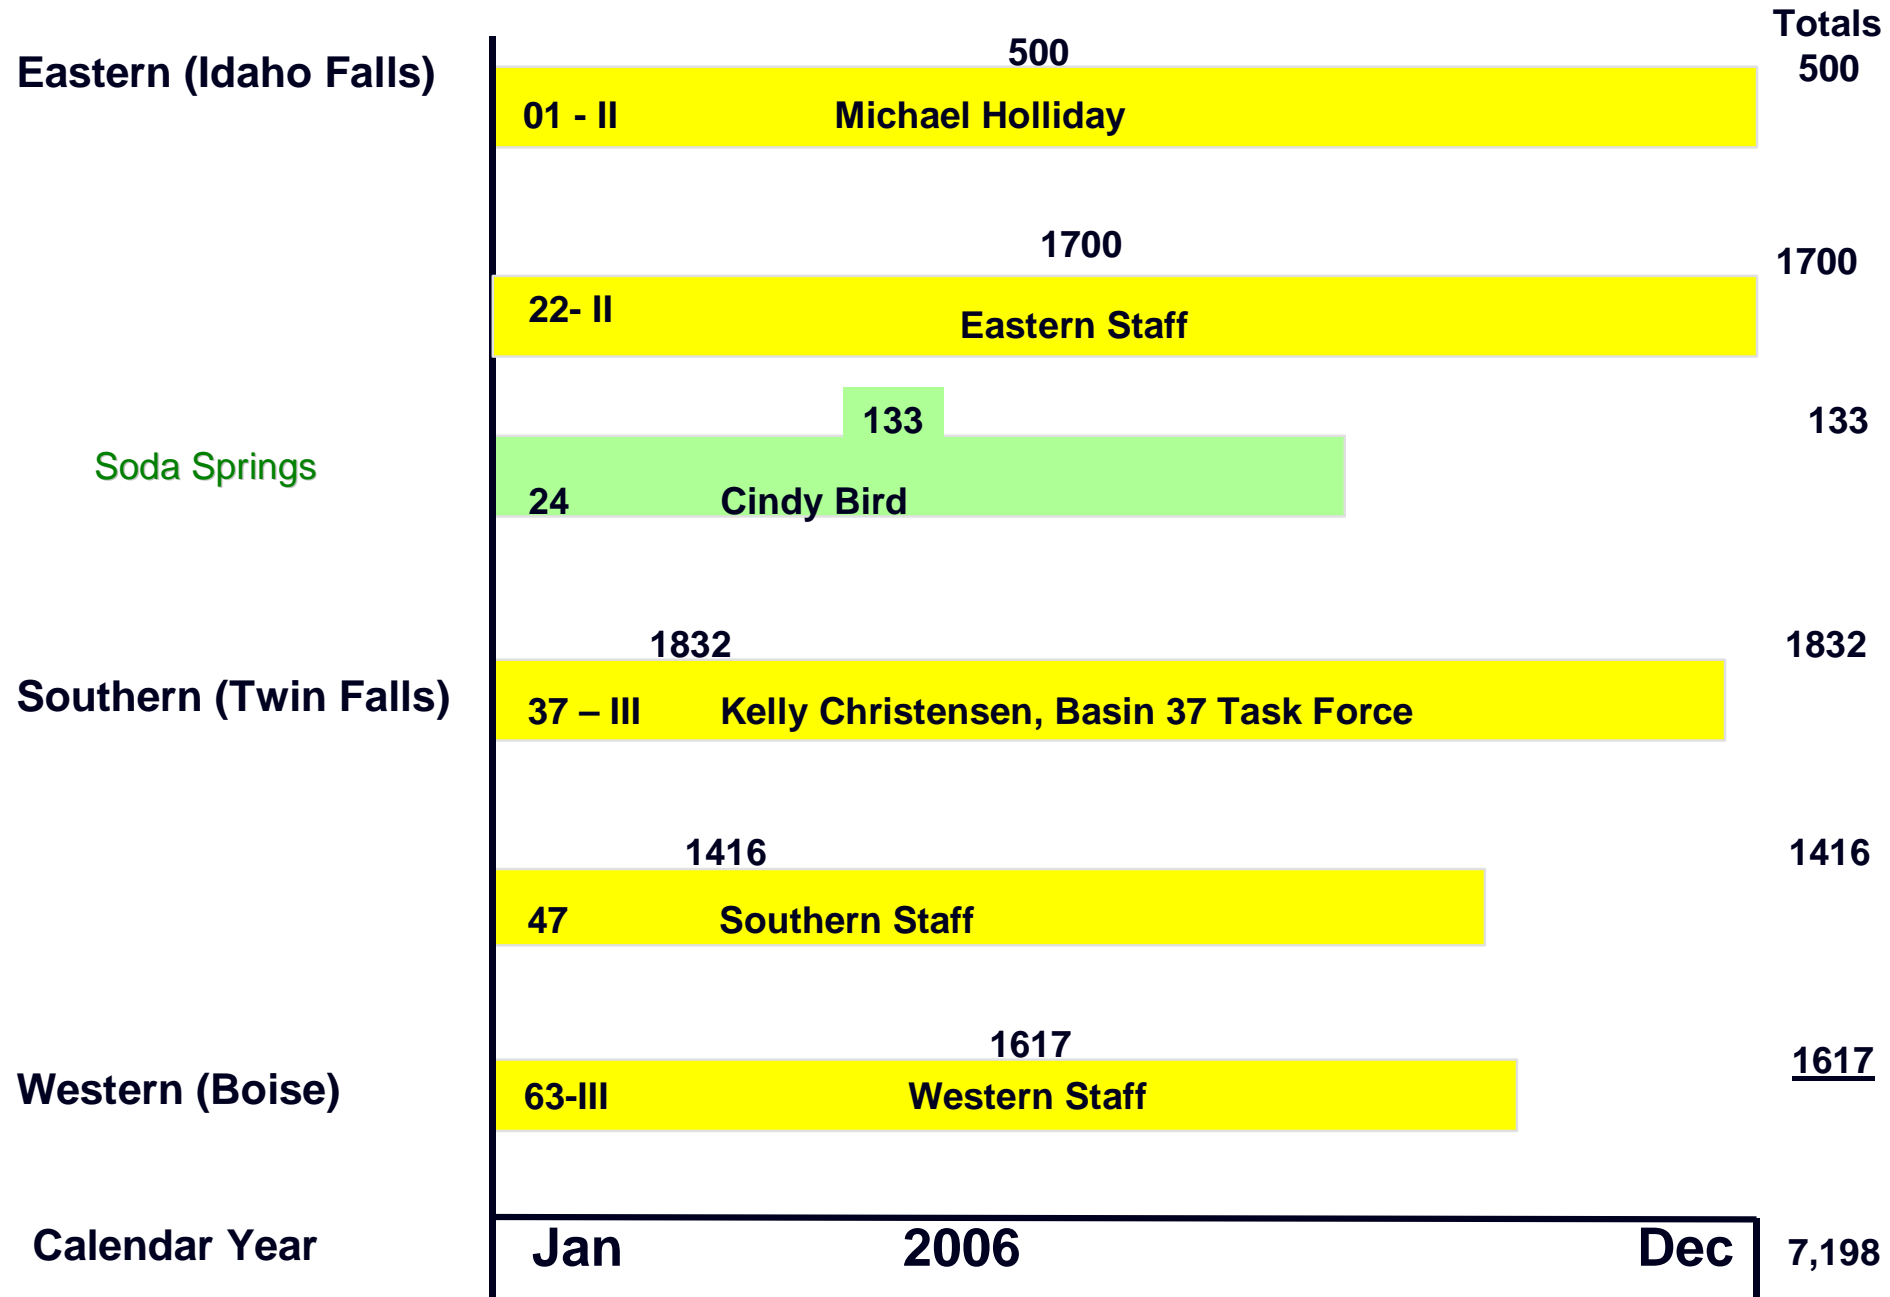 Totals
Eastern (Idaho Falls) 500 500
01 - II Michael Holliday
1700 1700
22- II Eastern Staff
133 133
Soda Springs
24 Cindy Bird
1832 1832
Southern (Twin Falls)
37 – III Kelly Christensen, Basin 37 Task Force
1416 1416
47 Southern Staff
1617 1617
Western (Boise) 63-III Western Staff
Calendar Year Jan 2006 Dec 7,198